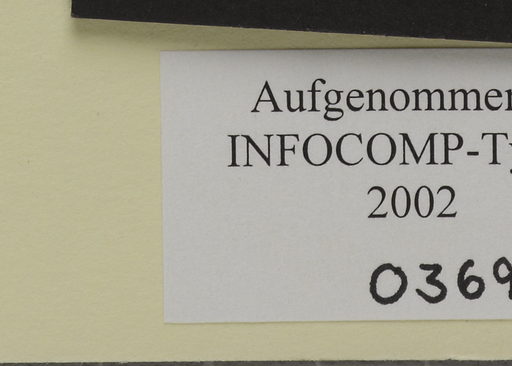 Aufgenommen
INFOCOMP-Ty
2002
0369